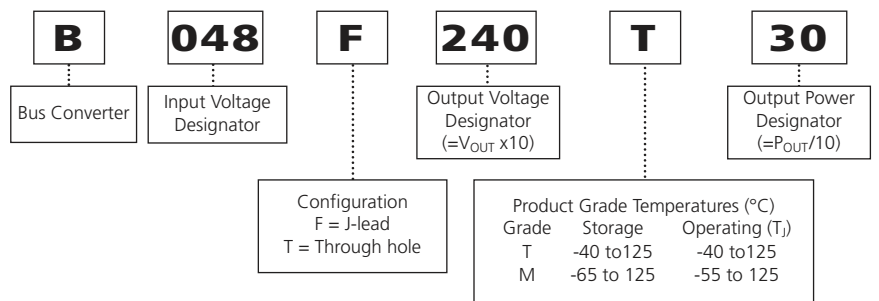 B 048 F 240 T 30
Bus Converter
Input Voltage
Designator
Output Voltage
Designator
(=VOUT x10)
Output Power
Designator
(=POUT/10)
Configuration
F = J-lead
T = Through hole
Product Grade Temperatures (°C)
Grade Storage Operating (TJ)
T -40 to125 -40 to125
M -65 to 125 -55 to 125